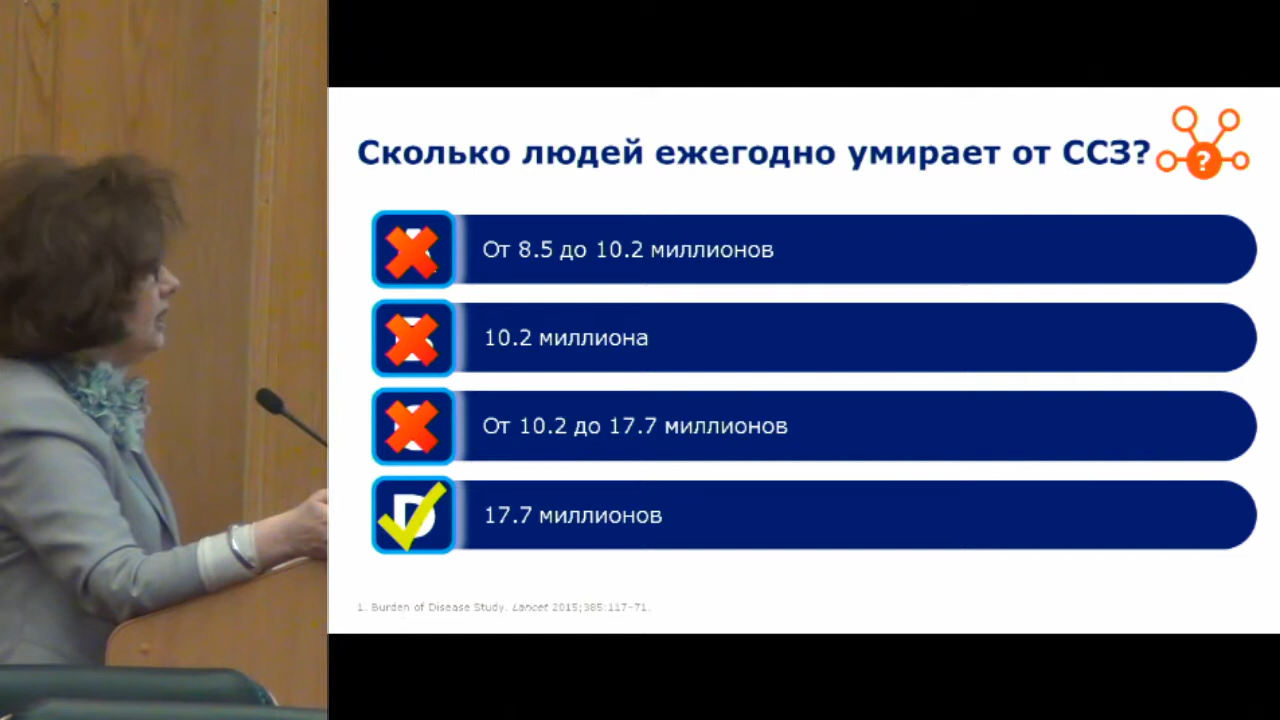 Сколько людей ежегодно умирает от ССЗ?
?
От 8.5 до 10.2 миллионов
10.2 миллиона
От 10.2 до 17.7 миллионов
D
17.7 миллионов
1. Burden of Disease Study. Lancet 2015;385:117–71.